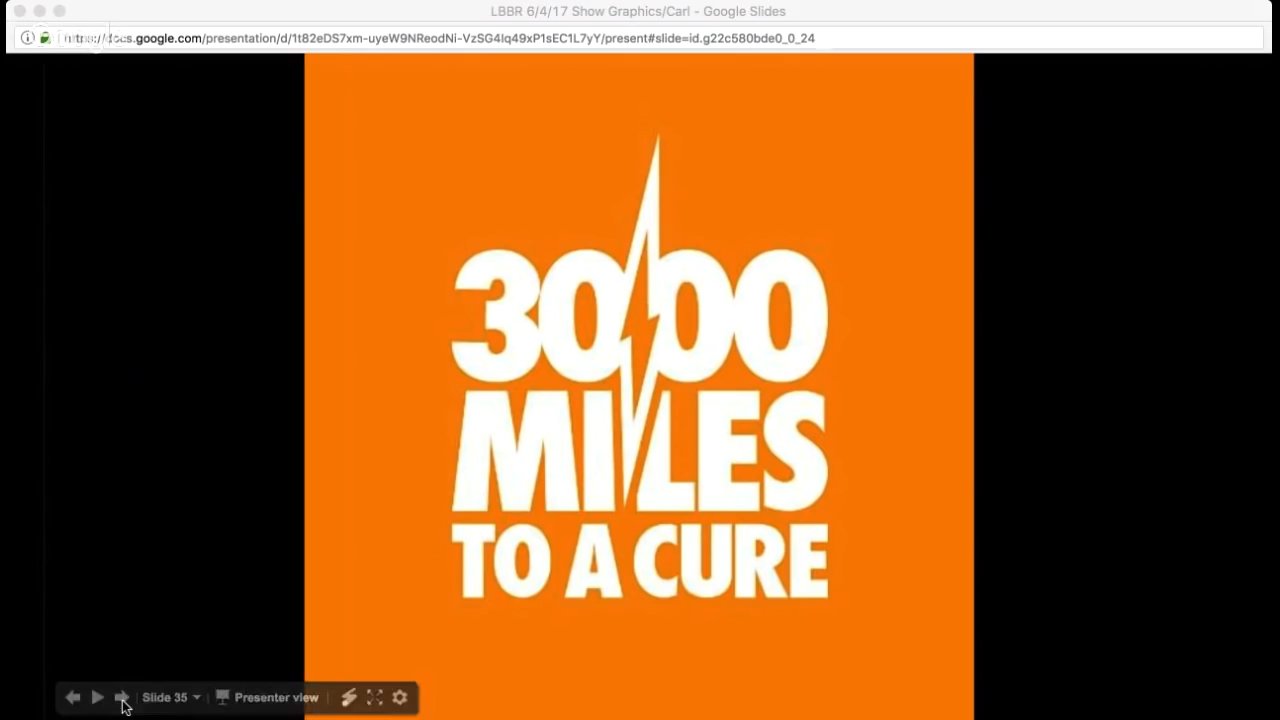 LBBR 6/4/17 Show Graphics/Carl - Google Slides
https://docs.google.com/presentation/d/1t82eDS7xm-uyeW9NReodNi-VzSG4Iq49xP1sEC1L7yY/present#slide=id.g22c580bde0_0_24
3000
MILES
TO A CURE
Slide 35
Presenter view